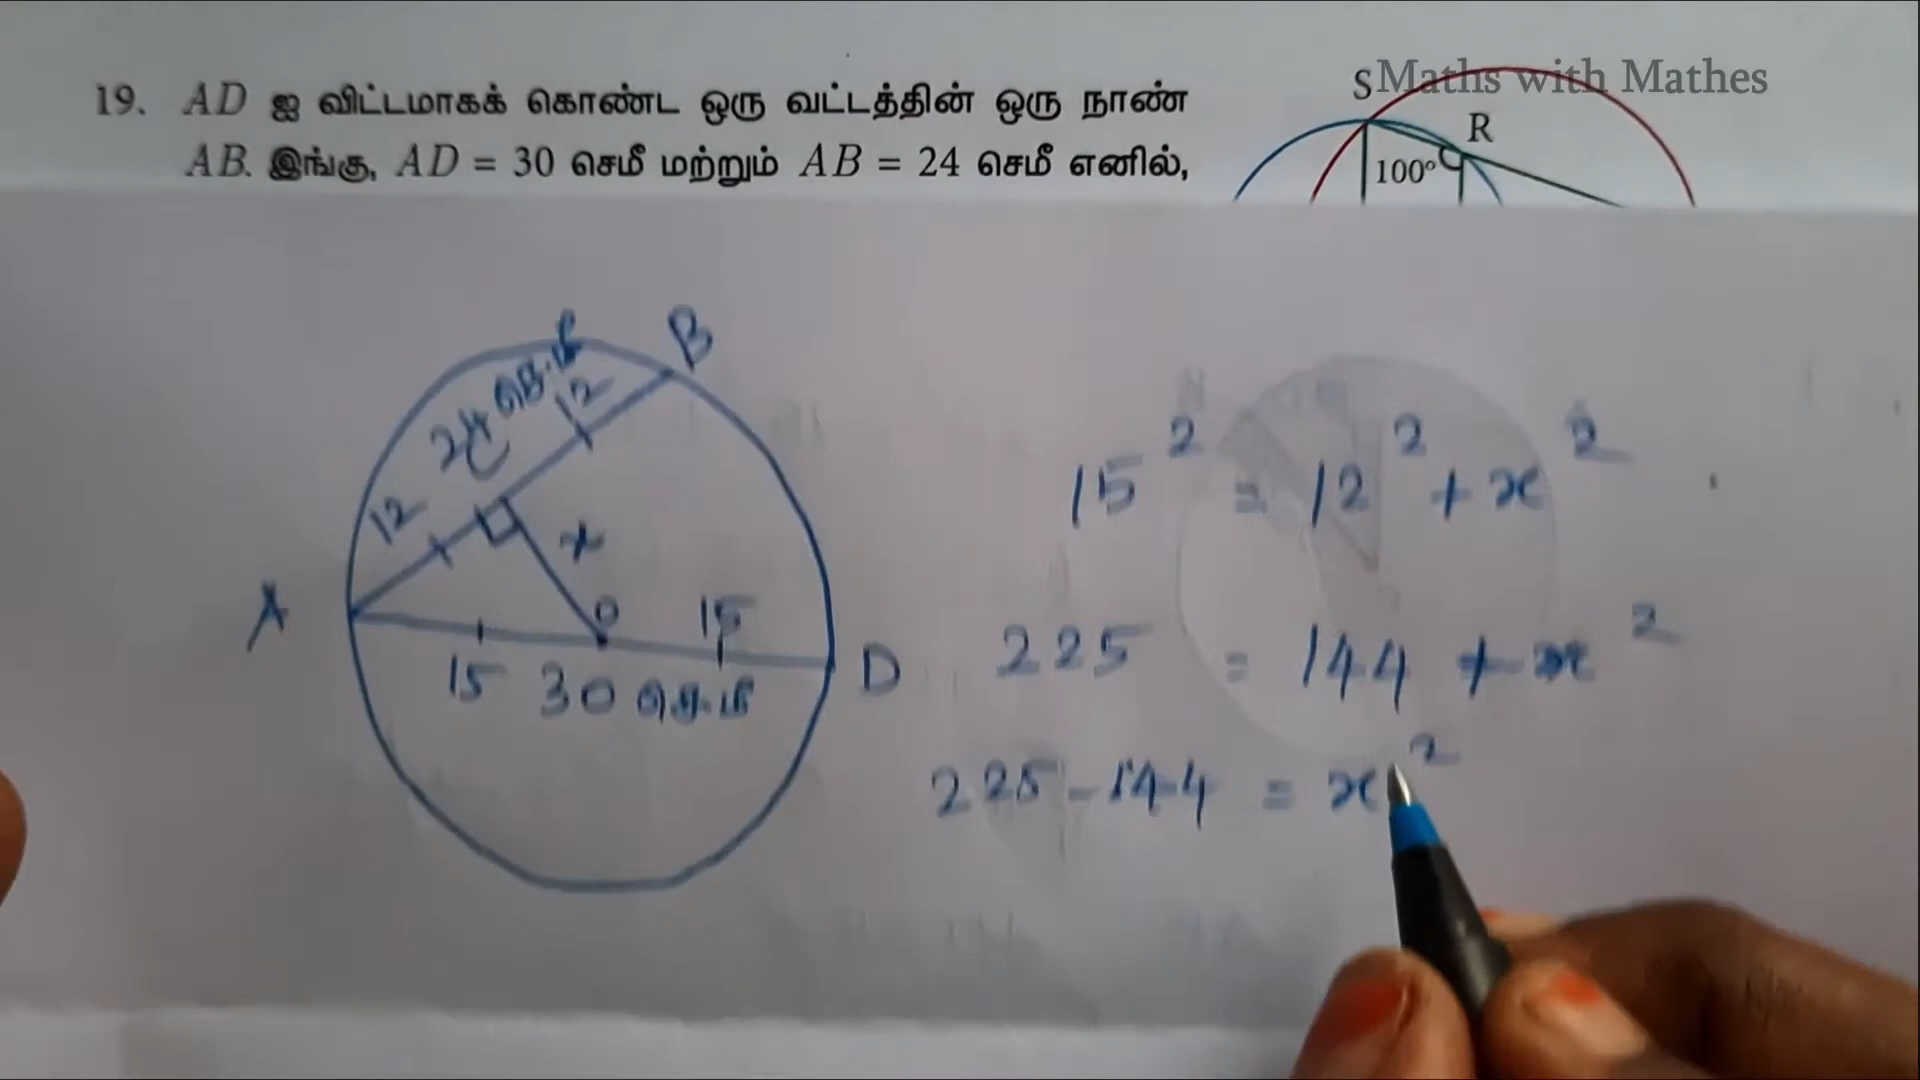 Maths with Mathes
19. AD ஐ விட்டமாகக் கொண்ட ஒரு வட்டத்தின் ஒரு நாண்
AB. இங்கு, AD = 30 செமீ மற்றும் AB = 24 செமீ எனில்,
S
R
100°
B
24 செ.மீ
12
12
x
A
O
15
15
30 செ.மீ
D
15² = 12² + x²
225 = 144 + x²
225 - 144 = x²